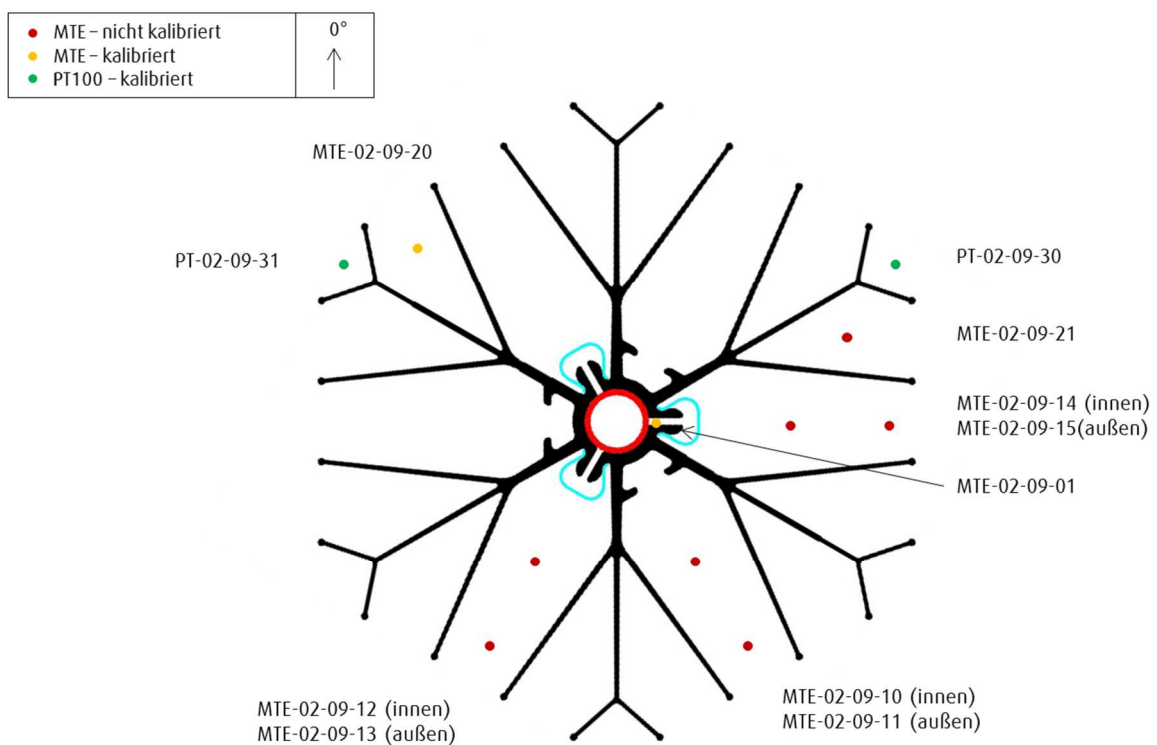 MTE – nicht kalibriert
MTE – kalibriert
PT100 – kalibriert
0°
MTE-02-09-20
PT-02-09-31
PT-02-09-30
MTE-02-09-21
MTE-02-09-14 (innen)
MTE-02-09-15(außen)
MTE-02-09-01
MTE-02-09-12 (innen)
MTE-02-09-13 (außen)
MTE-02-09-10 (innen)
MTE-02-09-11 (außen)